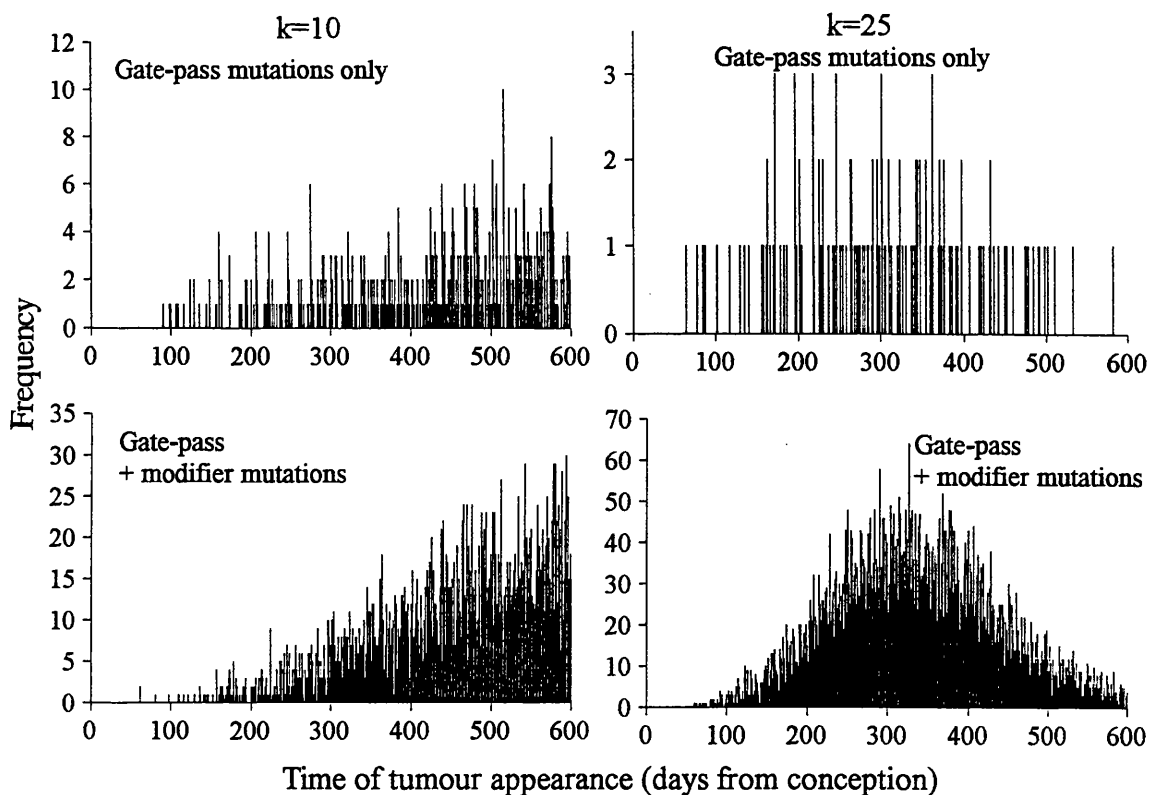 k=10
Gate-pass mutations only
12
10
8
6
4
2
0
0 100 200 300 400 500 600
k=25
Gate-pass mutations only
3
2
1
0
0 100 200 300 400 500 600
Frequency
Gate-pass
+ modifier mutations
35
30
25
20
15
10
5
0
0 100 200 300 400 500 600
Gate-pass
+ modifier mutations
70
60
50
40
30
20
10
0
0 100 200 300 400 500 600
Time of tumour appearance (days from conception)